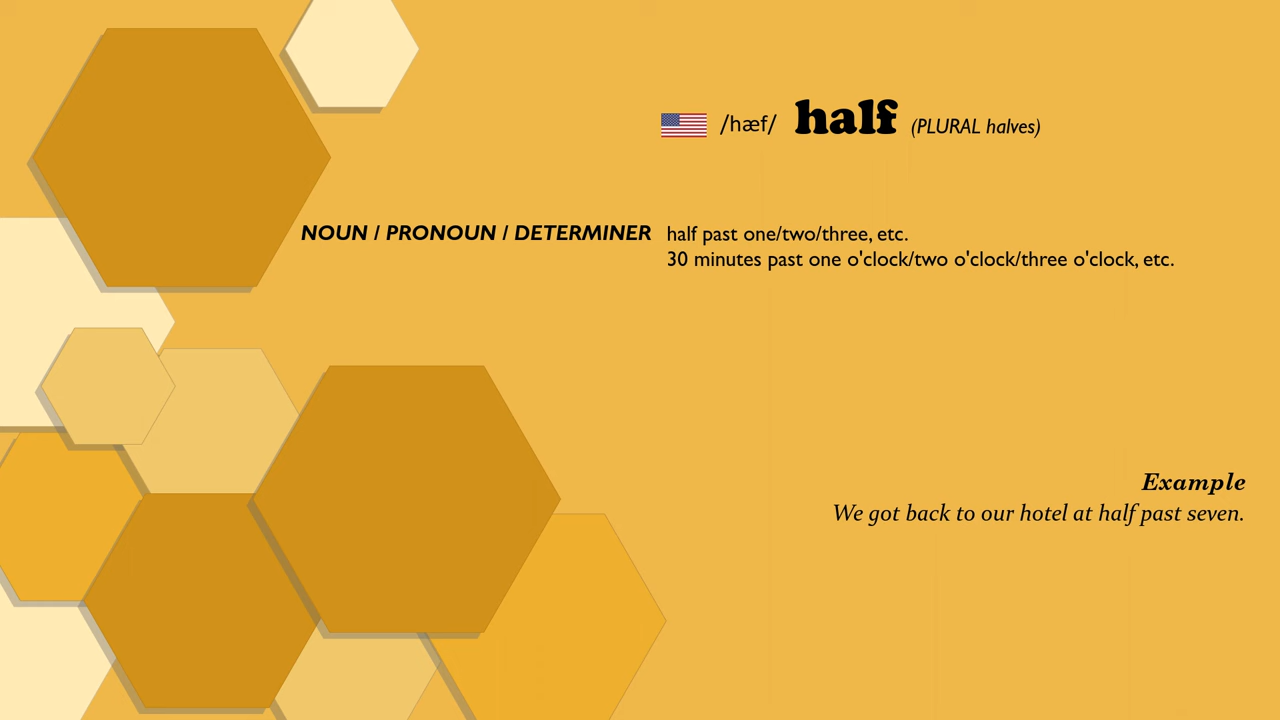 /hæf/ half (PLURAL halves)
NOUN / PRONOUN / DETERMINER half past one/two/three, etc.
30 minutes past one o'clock/two o'clock/three o'clock, etc.
Example
We got back to our hotel at half past seven.